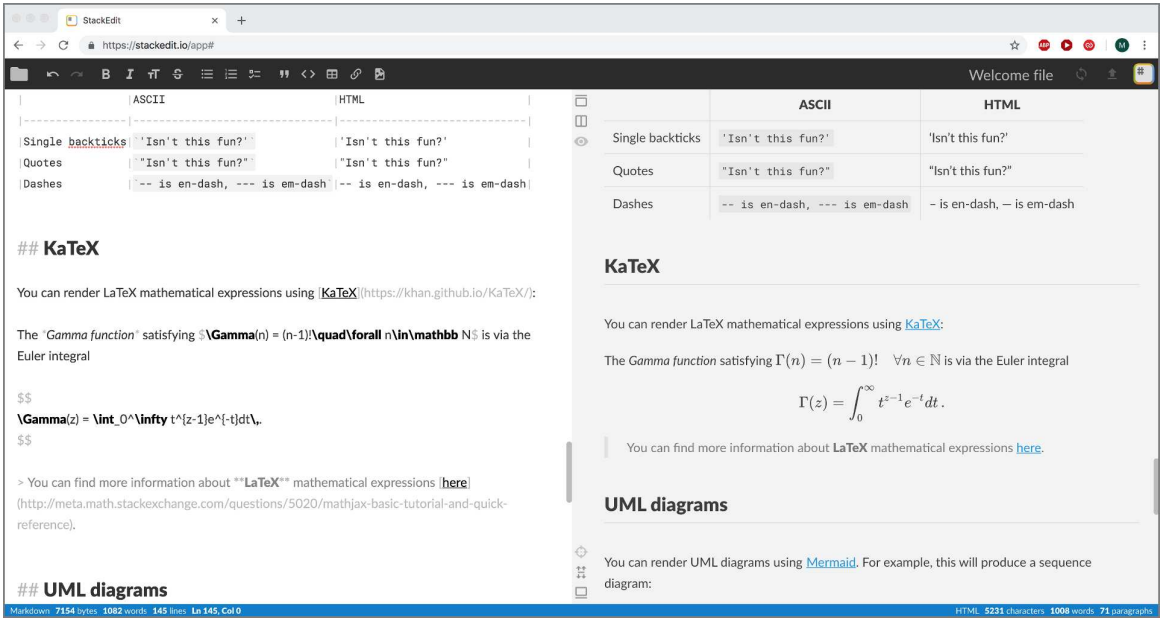 StackEdit
https://stackedit.io/app#
ABP
M
B I
Welcome file
#
| |ASCII |HTML |
|----------------|-------------------------------|-----------------------------|
|Single backticks|`'Isn't this fun?'` |'Isn't this fun?' |
|Quotes |`"Isn't this fun?"` |"Isn't this fun?" |
|Dashes |`-- is en-dash, --- is em-dash`|-- is en-dash, --- is em-dash|
## KaTeX
You can render LaTeX mathematical expressions using [KaTeX](https://khan.github.io/KaTeX/):
The *Gamma function* satisfying $\Gamma(n) = (n-1)!\quad\forall n\in\mathbb N$ is via the
Euler integral
$$
\Gamma(z) = \int_0^\infty t^{z-1}e^{-t}dt\,.
$$
> You can find more information about **LaTeX** mathematical expressions [here]
(http://meta.math.stackexchange.com/questions/5020/mathjax-basic-tutorial-and-quick-
reference).
## UML diagrams
ASCII HTML
Single backticks 'Isn't this fun?' ‘Isn’t this fun?’
Quotes "Isn't this fun?" “Isn’t this fun?”
Dashes -- is en-dash, --- is em-dash – is en-dash, — is em-dash
KaTeX
You can render LaTeX mathematical expressions using KaTeX:
The Gamma function satisfying Γ(n) = (n − 1)! ∀n ∈ ℕ is via the Euler integral
Γ(z) = ∫₀^∞ t^{z−1}e^{−t}dt .
You can find more information about LaTeX mathematical expressions here.
UML diagrams
You can render UML diagrams using Mermaid. For example, this will produce a sequence
diagram:
Markdown 7154 bytes 1082 words 145 lines Ln 145, Col 0
HTML 5231 characters 1008 words 71 paragraphs